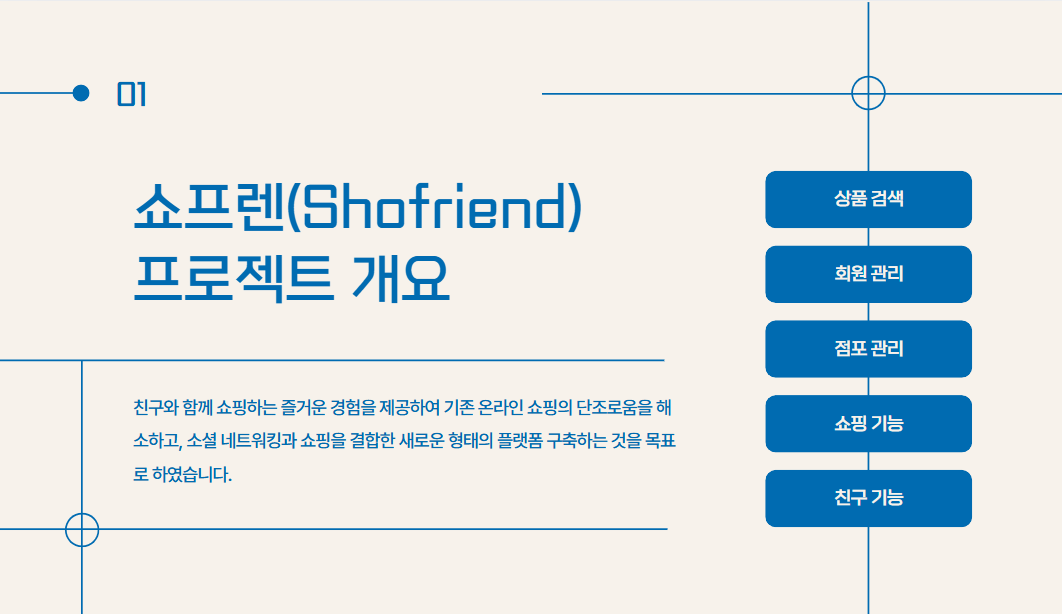 01
쇼프렌(Shofriend)
프로젝트 개요
친구와 함께 쇼핑하는 즐거운 경험을 제공하여 기존 온라인 쇼핑의 단조로움을 해
소하고, 소셜 네트워킹과 쇼핑을 결합한 새로운 형태의 플랫폼 구축하는 것을 목표
로 하였습니다.
상품 검색
회원 관리
점포 관리
쇼핑 기능
친구 기능